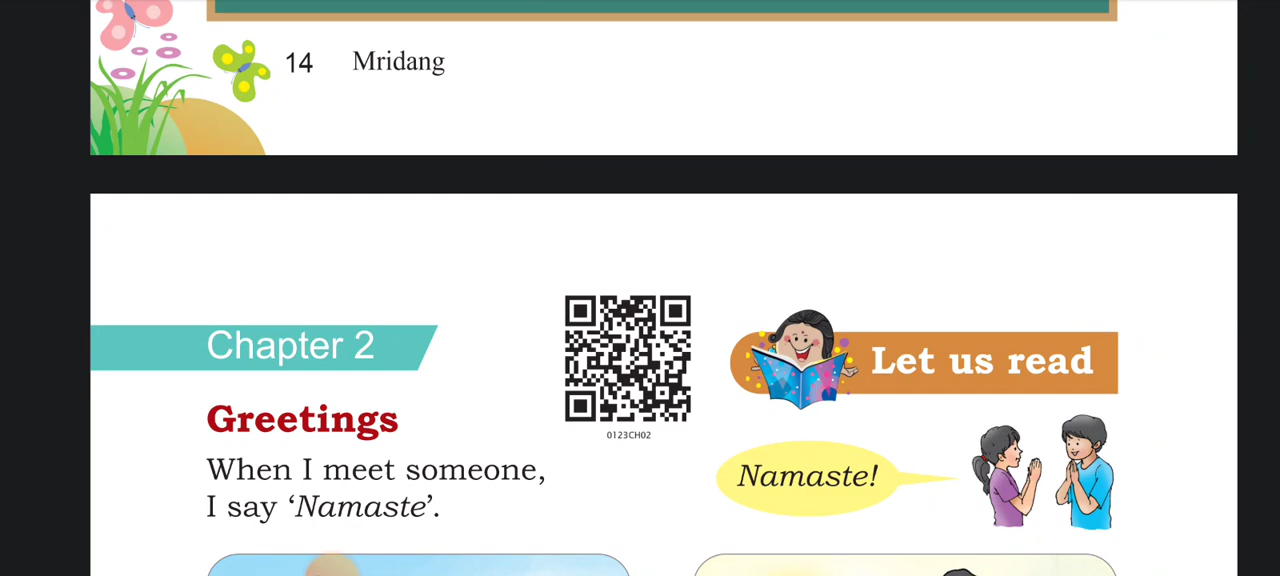 14 Mridang
Chapter 2
Let us read
0123CH02
Greetings
When I meet someone,
I say ‘Namaste’.
Namaste!